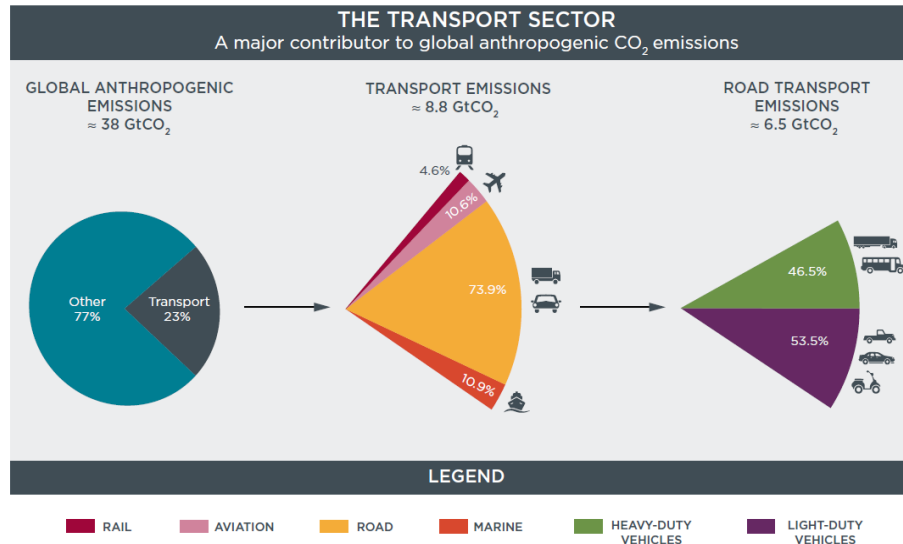 THE TRANSPORT SECTOR
A major contributor to global anthropogenic CO₂ emissions
GLOBAL ANTHROPOGENIC
EMISSIONS
≈ 38 GtCO₂
TRANSPORT EMISSIONS
≈ 8.8 GtCO₂
ROAD TRANSPORT
EMISSIONS
≈ 6.5 GtCO₂
Other
77%
Transport
23%
4.6%
10.6%
73.9%
10.9%
46.5%
53.5%
LEGEND
RAIL
AVIATION
ROAD
MARINE
HEAVY-DUTY
VEHICLES
LIGHT-DUTY
VEHICLES